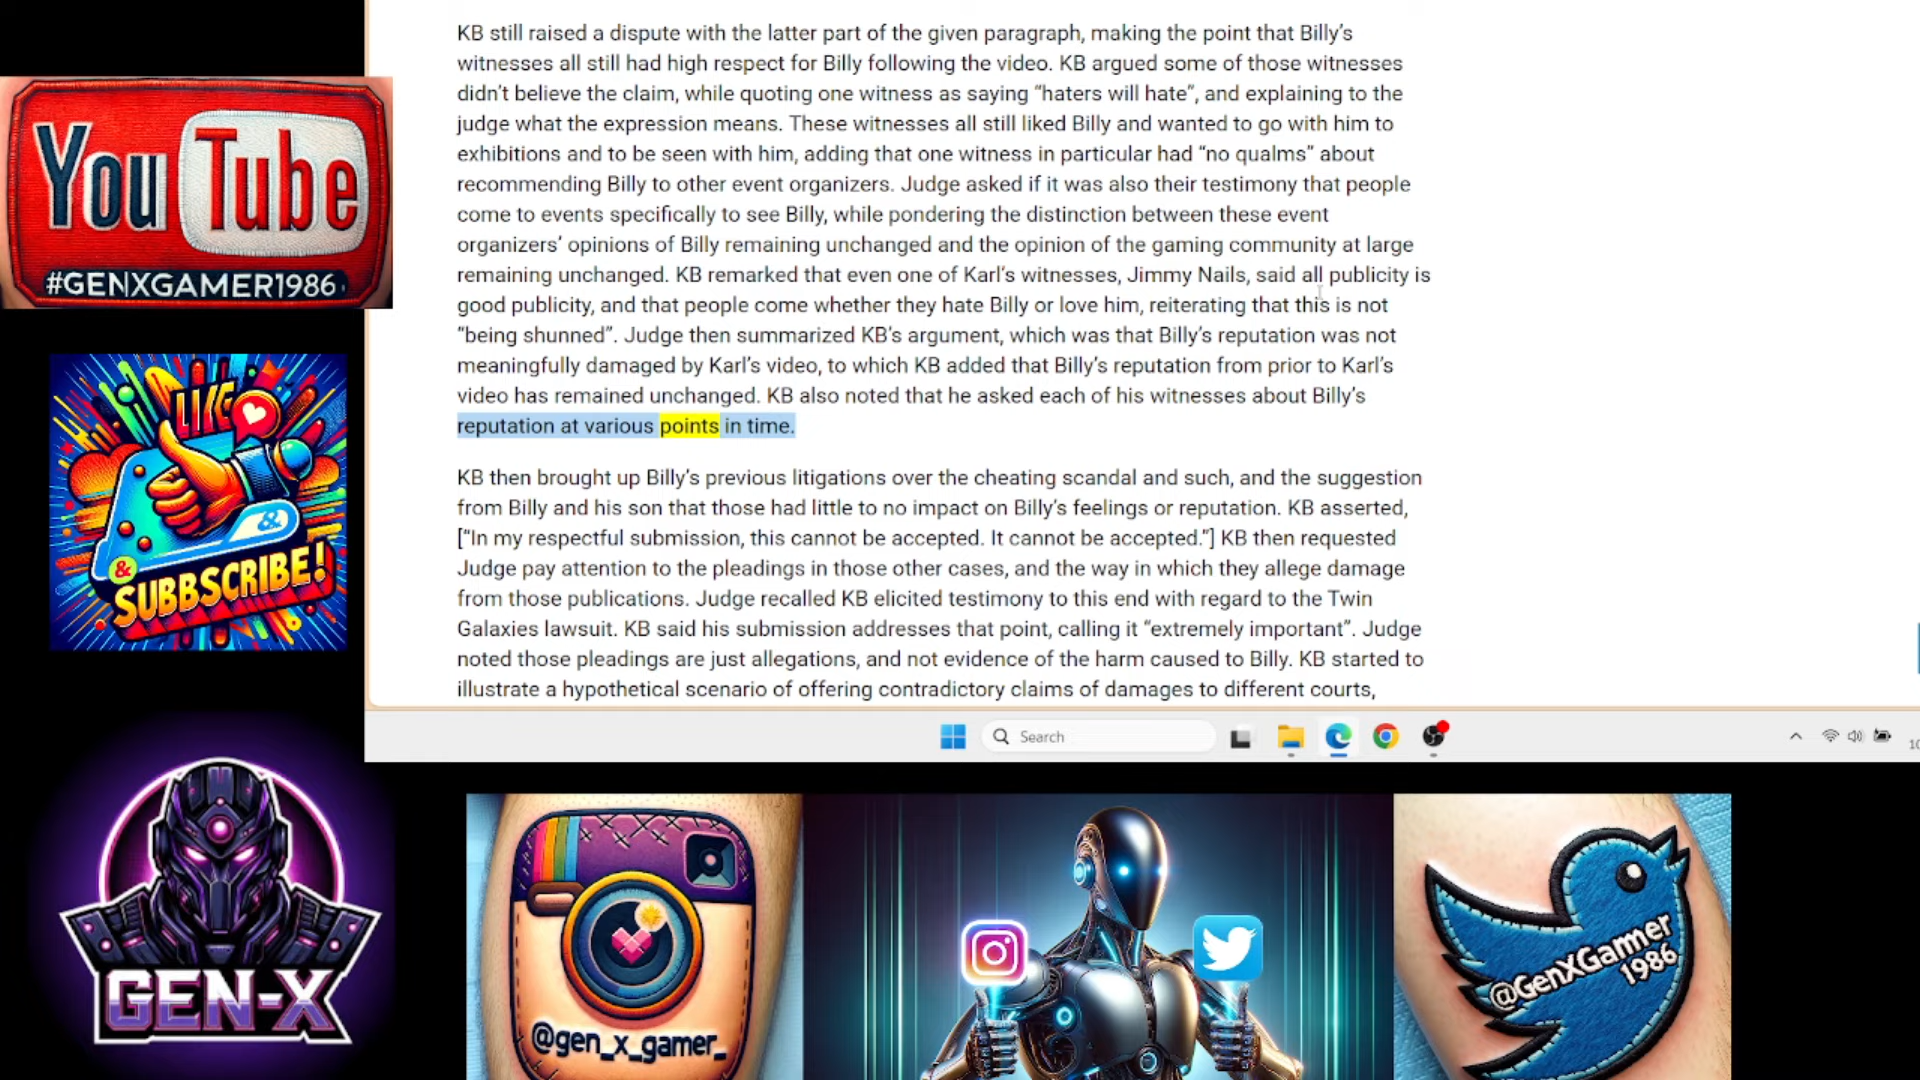 KB still raised a dispute with the latter part of the given paragraph, making the point that Billy's
witnesses all still had high respect for Billy following the video. KB argued some of those witnesses
didn't believe the claim, while quoting one witness as saying “haters will hate”, and explaining to the
judge what the expression means. These witnesses all still liked Billy and wanted to go with him to
exhibitions and to be seen with him, adding that one witness in particular had “no qualms” about
recommending Billy to other event organizers. Judge asked if it was also their testimony that people
come to events specifically to see Billy, while pondering the distinction between these event
organizers’ opinions of Billy remaining unchanged and the opinion of the gaming community at large
remaining unchanged. KB remarked that even one of Karl's witnesses, Jimmy Nails, said all publicity is
good publicity, and that people come whether they hate Billy or love him, reiterating that this is not
“being shunned”. Judge then summarized KB's argument, which was that Billy's reputation was not
meaningfully damaged by Karl's video, to which KB added that Billy's reputation from prior to Karl's
video has remained unchanged. KB also noted that he asked each of his witnesses about Billy's
reputation at various points in time.
KB then brought up Billy's previous litigations over the cheating scandal and such, and the suggestion
from Billy and his son that those had little to no impact on Billy's feelings or reputation. KB asserted,
[“In my respectful submission, this cannot be accepted. It cannot be accepted.”] KB then requested
Judge pay attention to the pleadings in those other cases, and the way in which they allege damage
from those publications. Judge recalled KB elicited testimony to this end with regard to the Twin
Galaxies lawsuit. KB said his submission addresses that point, calling it “extremely important”. Judge
noted those pleadings are just allegations, and not evidence of the harm caused to Billy. KB started to
illustrate a hypothetical scenario of offering contradictory claims of damages to different courts,
You Tube
#GENXGAMER1986
LIKE
&
& SUBBSCRIBE!
GEN-X
Search
10
@gen_x_gamer_
@GenXGamer
1986